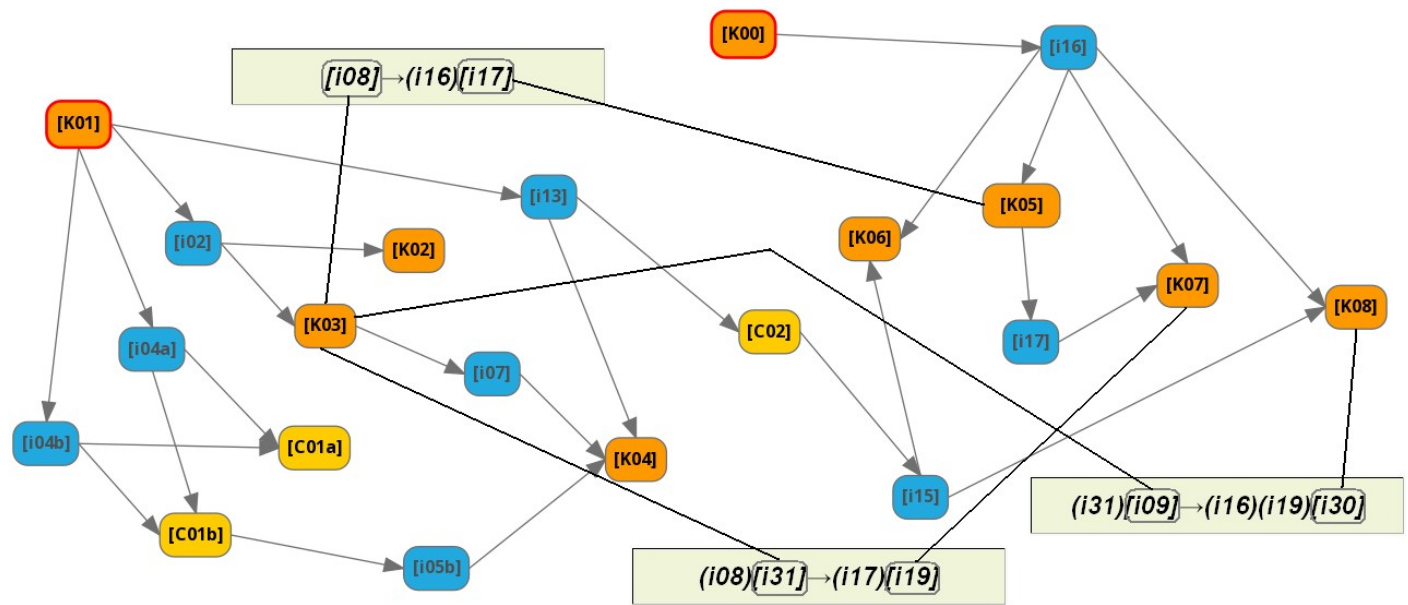 [K00]
[i16]
[i08]→(i16)[i17]
[K01]
[i13]
[K05]
[i02]
[K02]
[K06]
[K07]
[K03]
[K08]
[i04a]
[C02]
[i17]
[i07]
[i04b]
[C01a]
[K04]
[i15]
(i31)[i09]→(i16)(i19)[i30]
[C01b]
[i05b]
(i08)[i31]→(i17)[i19]